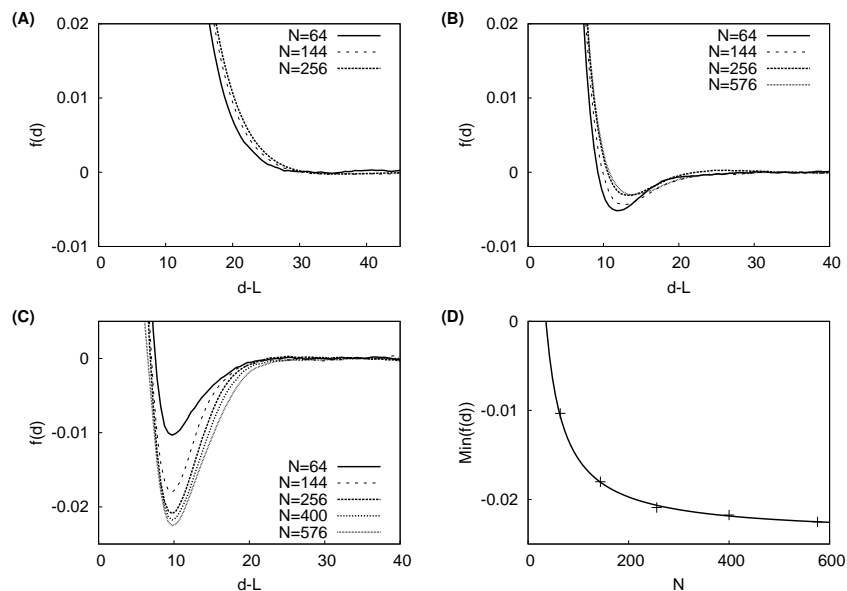 (A)
0.02
0.01
0
-0.01
f(d)
0 10 20 30 40
d-L
N=64
N=144
N=256
(B)
0.02
0.01
0
-0.01
f(d)
0 10 20 30 40
d-L
N=64
N=144
N=256
N=576
(C)
0
-0.01
-0.02
f(d)
0 10 20 30 40
d-L
N=64
N=144
N=256
N=400
N=576
(D)
0
-0.01
-0.02
Min(f(d))
0 200 400 600
N